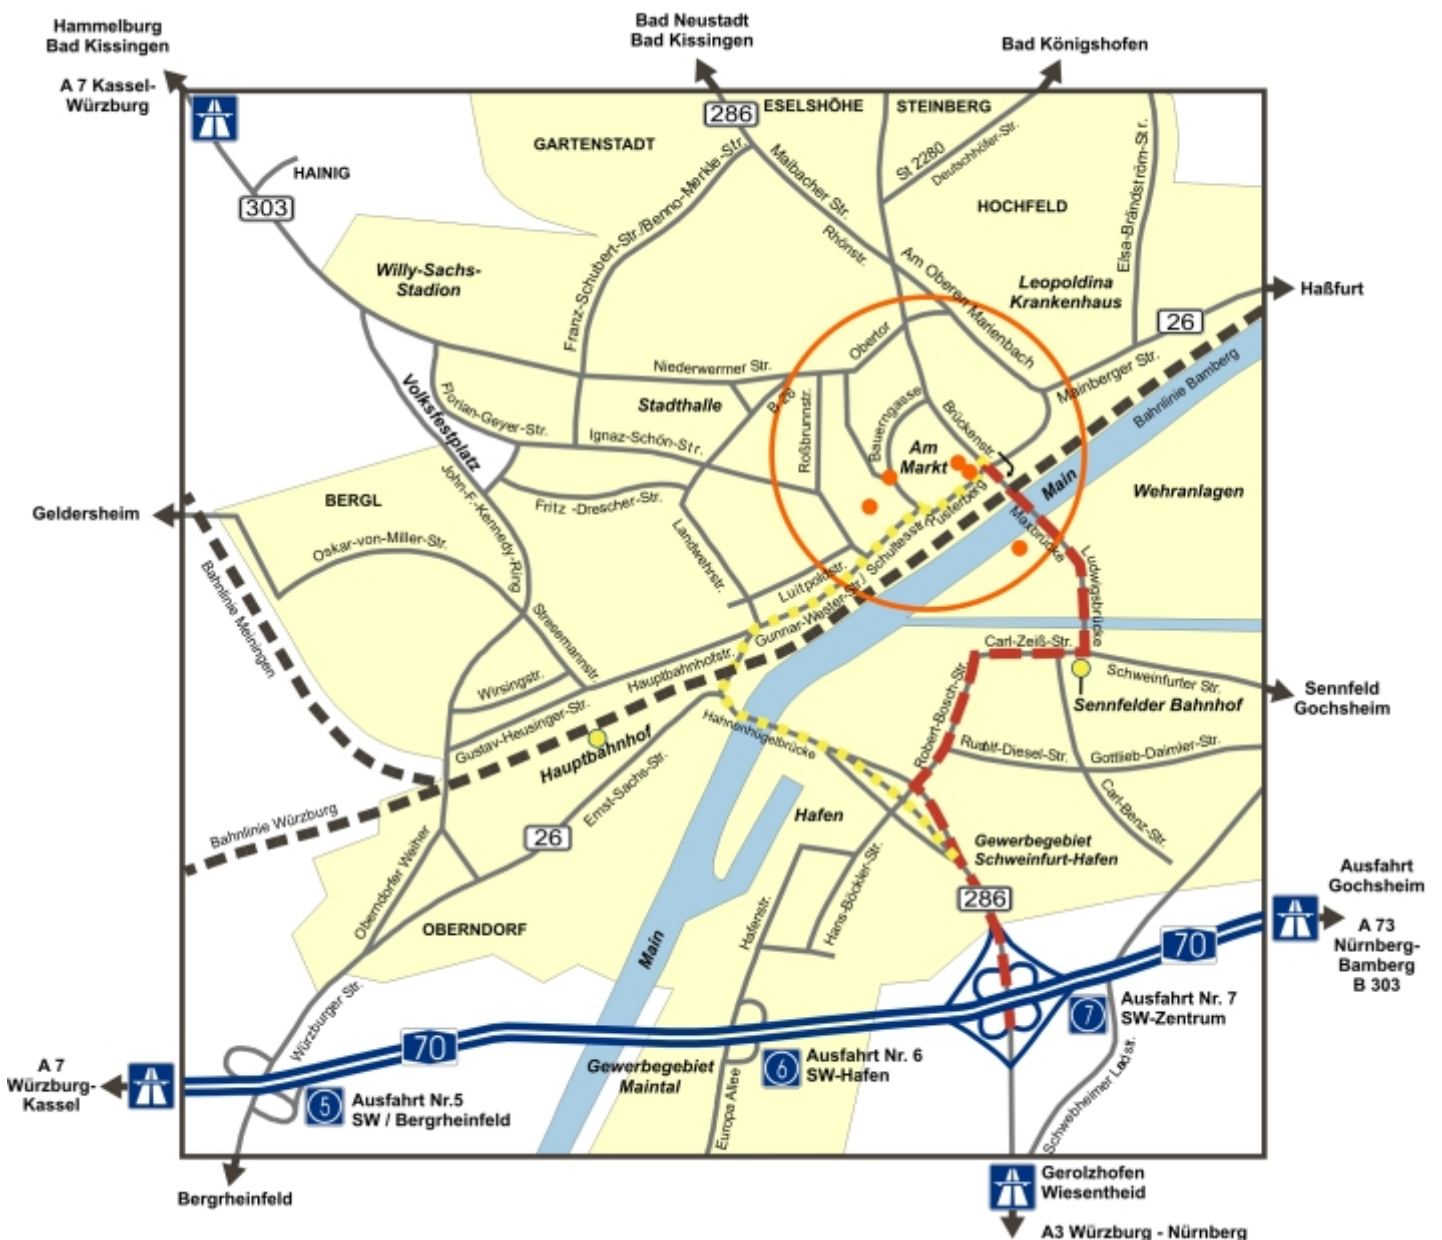 Hammelburg
Bad Kissingen
A 7 Kassel-
Würzburg
Bad Neustadt
Bad Kissingen
Bad Königshofen
286
ESELSHÖHE
STEINBERG
GARTENSTADT
HAINIG
303
St 2280
Deutschhöfer-Str.
Maibacher Str.
Elsa-Brändström-Str.
HOCHFELD
Franz-Schubert-Str./Benno-Merkle-Str.
Rhönstr.
Am Oberen Marienbach
Willy-Sachs-
Stadion
Leopoldina
Krankenhaus
Haßfurt
26
Obertor
Niederwerrner Str.
Mainberger Str.
Bahnlinie Bamberg
Volksfestplatz
Florian-Geyer-Str.
Stadthalle
B 26
Roßbrunnstr.
Bauerngasse
Brückenstr.
Ignaz-Schön-Str.
Am
Markt
Main
Wehranlagen
BERGL
John-F.-Kennedy-Ring
Fritz -Drescher-Str.
Geldersheim
Oskar-von-Miller-Str.
Landwehrstr.
Gunnar-Wester-Str./ Schultesstr.
Rusterberg
Maxbrücke
Ludwigsbrücke
Luitpoldstr.
Bahnlinie Meiningen
Stresemannstr.
Carl-Zeiß-Str.
Hauptbahnhofstr.
Wirsingstr.
Schweinfurter Str.
Sennfeld
Gochsheim
Sennfelder Bahnhof
Robert-Bosch-Str.
Gustav-Heusinger-Str.
Hahnenhügelbrücke
Hauptbahnhof
Rudolf-Diesel-Str.
Gottlieb-Daimler-Str.
Ernst-Sachs-Str.
Carl-Benz-Str.
Bahnlinie Würzburg
26
Hafen
Gewerbegebiet
Schweinfurt-Hafen
Oberndorfer Weiher
Hans-Böckler-Str.
Hafenstr.
286
Ausfahrt
Gochsheim
OBERNDORF
Main
70
A 73
Nürnberg-
Bamberg
B 303
Würzburger Str.
7
Ausfahrt Nr. 7
SW-Zentrum
70
6
Ausfahrt Nr. 6
SW-Hafen
Gewerbegebiet
Maintal
A 7
Würzburg-
Kassel
5
Ausfahrt Nr.5
SW / Bergrheinfeld
Europa Allee
Schwebheimer Ladstr.
Bergrheinfeld
Gerolzhofen
Wiesentheid
A3 Würzburg - Nürnberg